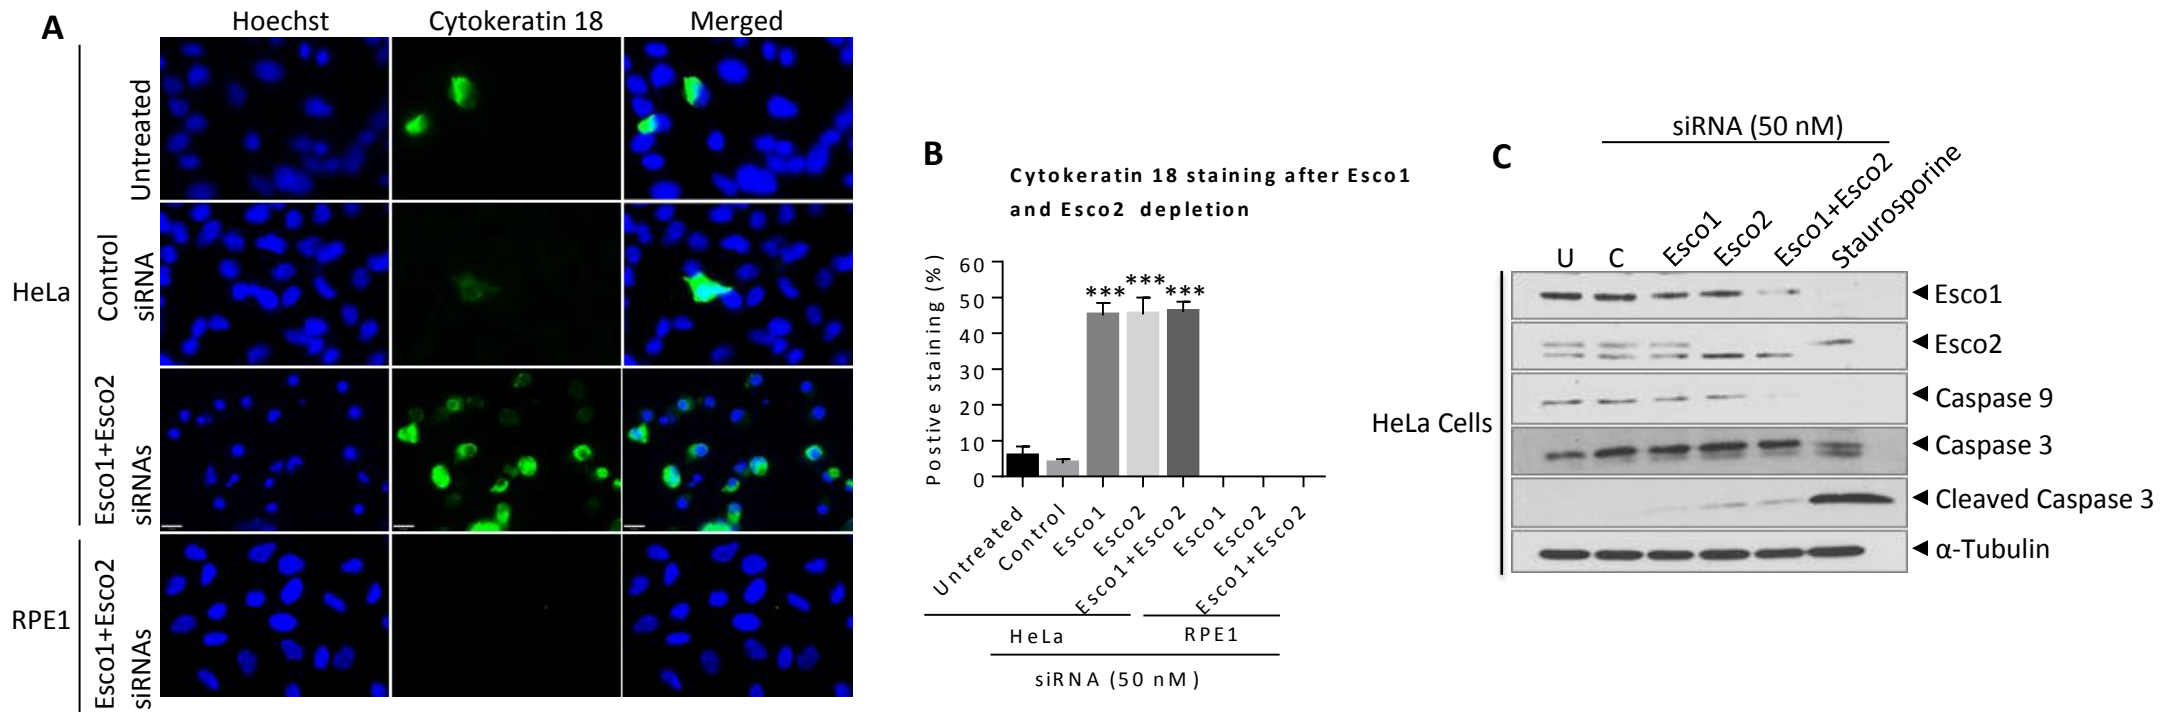 A
Hoechst
Cytokeratin 18
Merged
HeLa
Untreated
Control
siRNA
Esco1+Esco2
siRNAs
RPE1
Esco1+Esco2
siRNAs
B
Cytokeratin 18 staining after Esco1
and Esco2 depletion
Postive staining (%)
60
50
40
30
20
10
0
***
***
***
Untreated
Control
Esco1
Esco2
Esco1+Esco2
Esco1
Esco2
Esco1+Esco2
HeLa
RPE1
siRNA (50 nM)
C
siRNA (50 nM)
U
C
Esco1
Esco2
Esco1+Esco2
Staurosporine
HeLa Cells
Esco1
Esco2
Caspase 9
Caspase 3
Cleaved Caspase 3
α-Tubulin